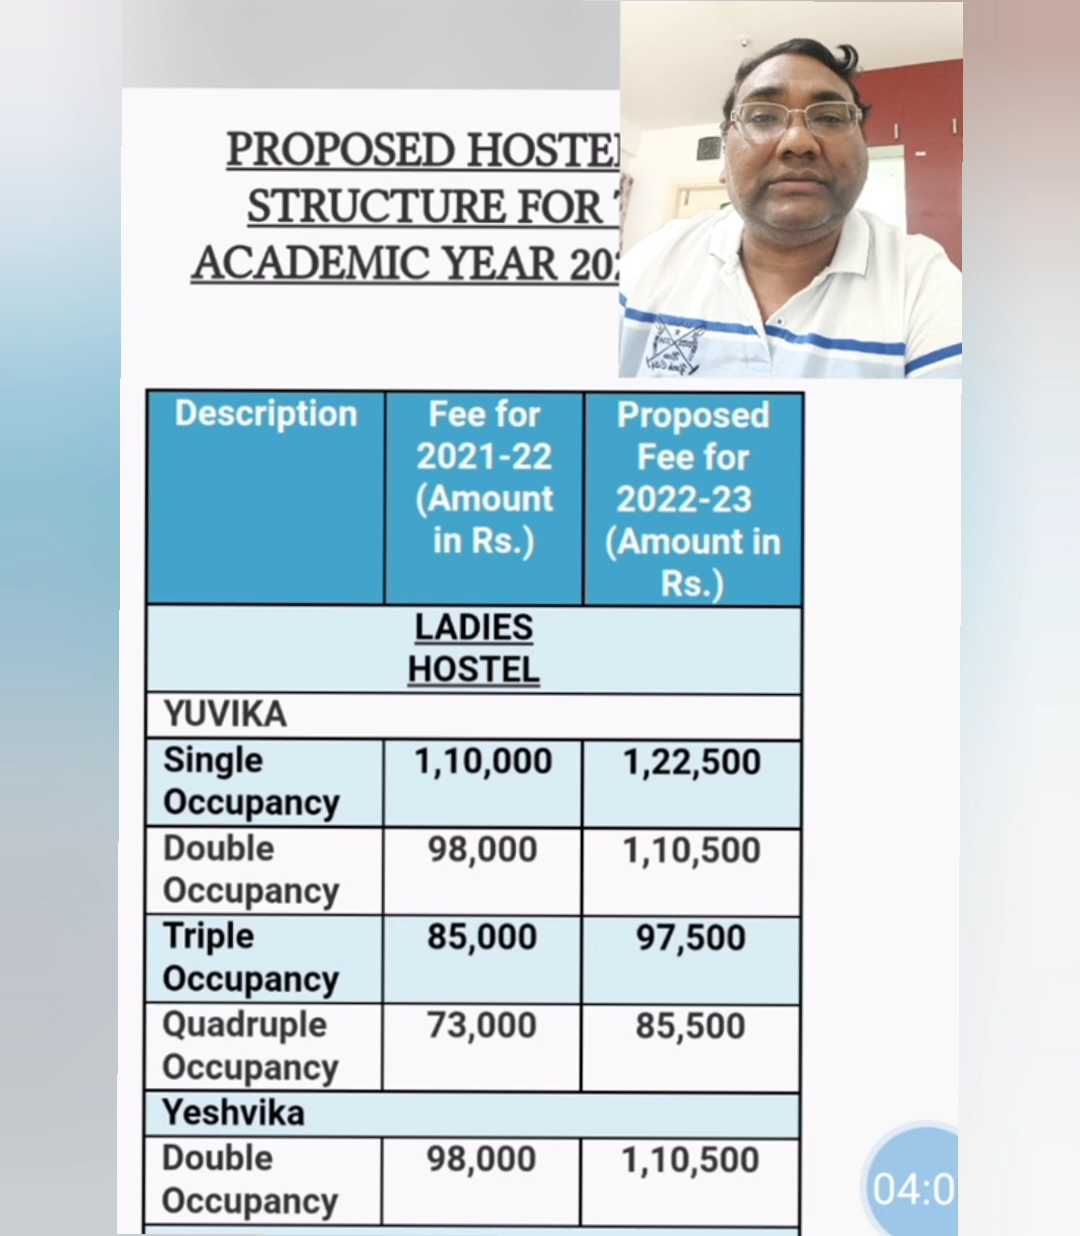 PROPOSED HOSTEL
STRUCTURE FOR
ACADEMIC YEAR 202
Description
Fee for
2021-22
(Amount
in Rs.)
Proposed
Fee for
2022-23
(Amount in
Rs.)
LADIES
HOSTEL
YUVIKA
Single
Occupancy
1,10,000
1,22,500
Double
Occupancy
98,000
1,10,500
Triple
Occupancy
85,000
97,500
Quadruple
Occupancy
73,000
85,500
Yeshvika
Double
Occupancy
98,000
1,10,500
04:0